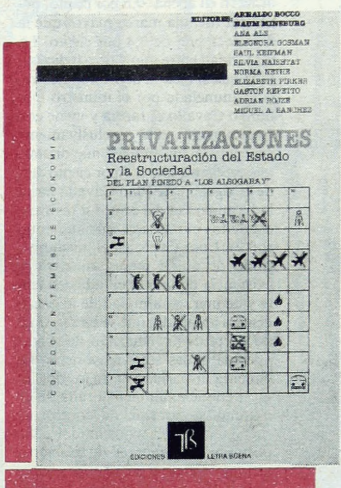 EDITORES
ARNALDO BOCCO
NAUM MINSBURG
ANA ALE
ELEONORA GOSMAN
SAUL KEIFMAN
SILVIA NAISHTAT
NORMA NETHE
ELIZABETH PIRKER
GASTON REPETTO
ADRIAN ROZZE
MIGUEL A. SANCHEZ
PRIVATIZACIONES
Reestructuración del Estado
y la Sociedad
DEL PLAN PINEDO A "LOS ALSOGARAY"
COLECCION TEMAS DE ECONOMIA
EDICIONES LETRA BUENA